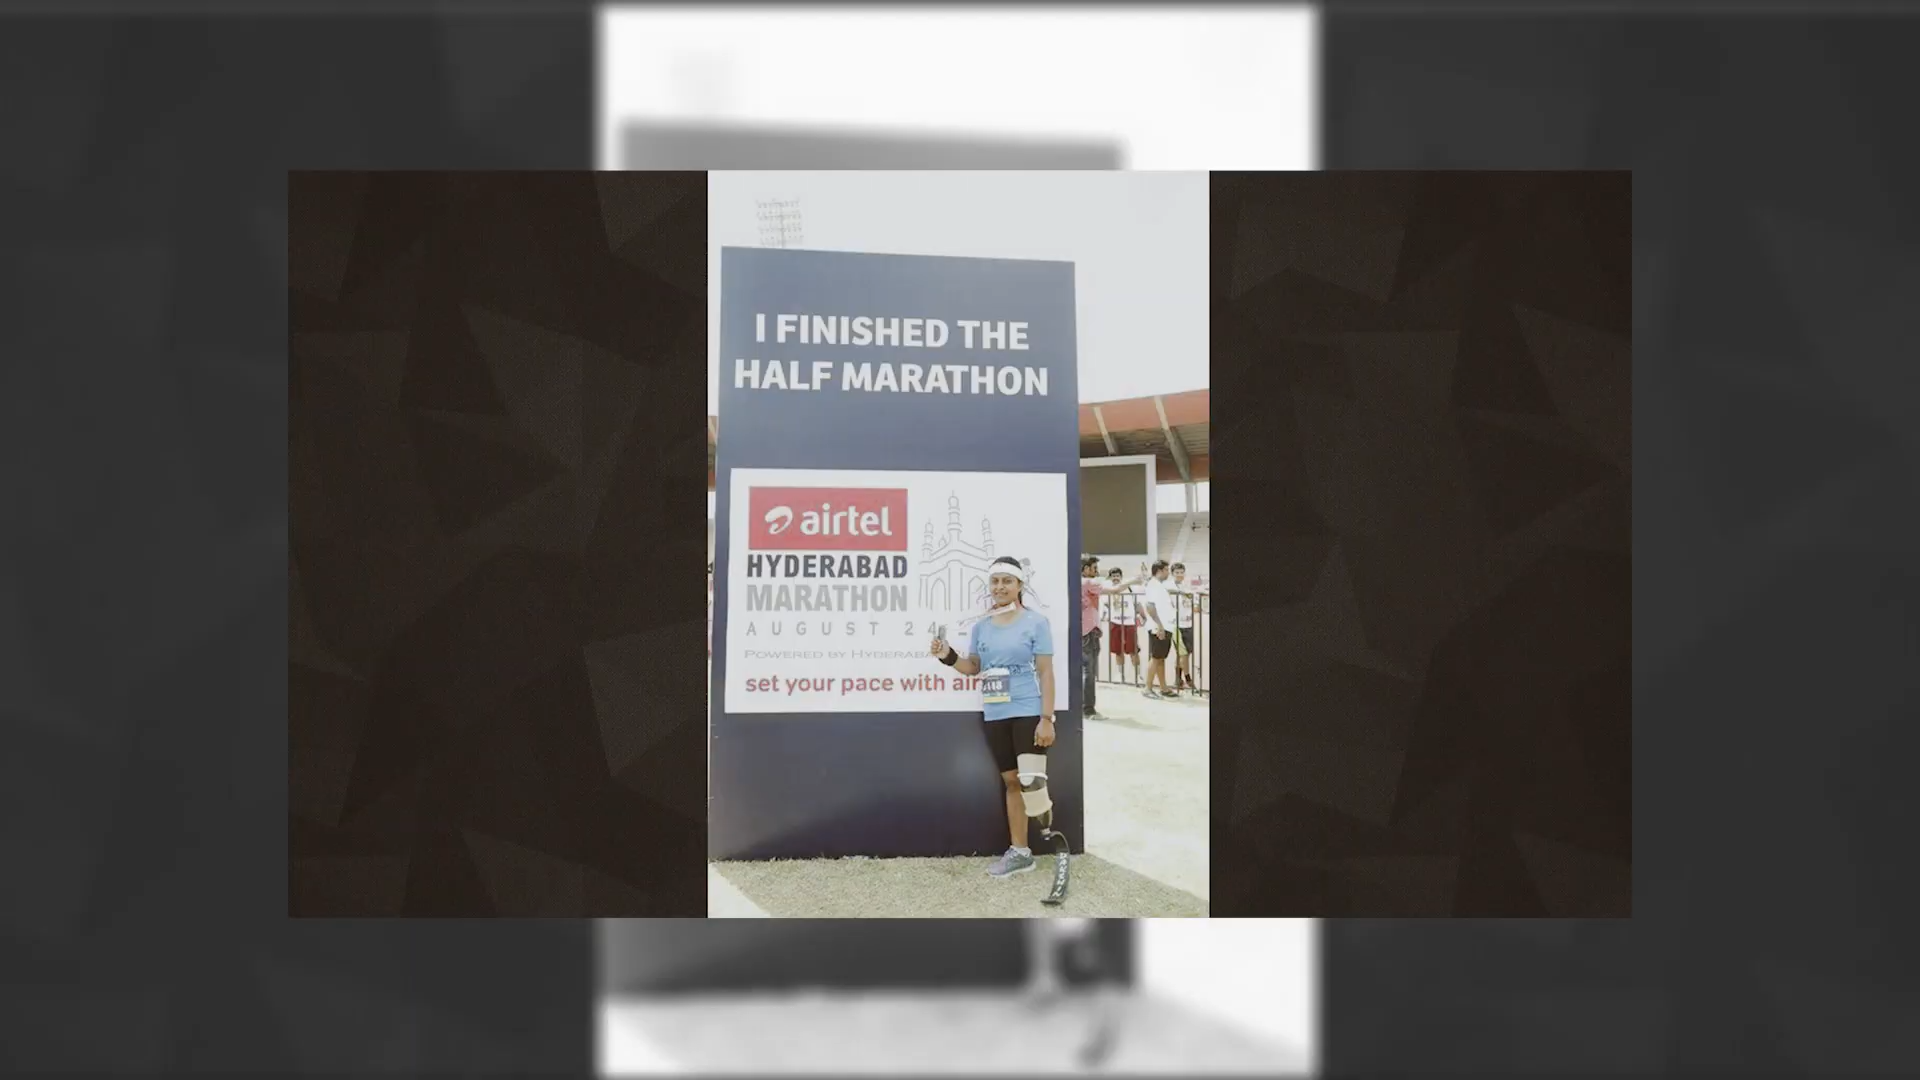 I FINISHED THE
HALF MARATHON
airtel
HYDERABAD
MARATHON
AUGUST 24
POWERED BY
set your pace with